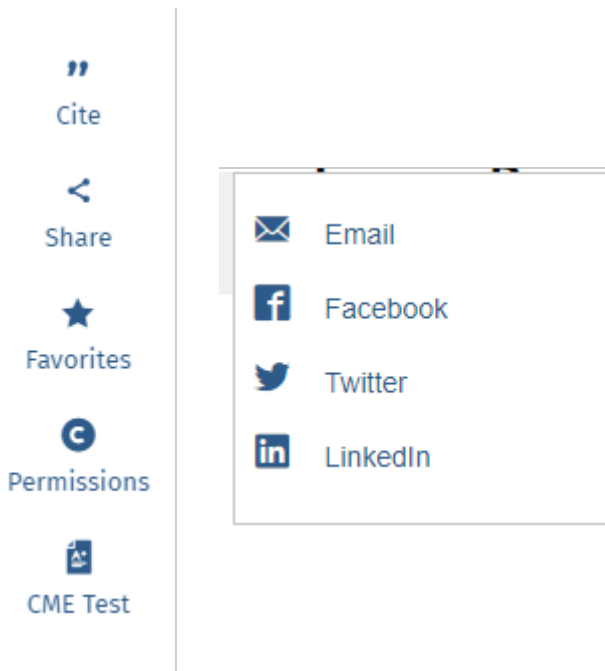 Cite
Share
Favorites
Permissions
CME Test
Email
Facebook
Twitter
LinkedIn